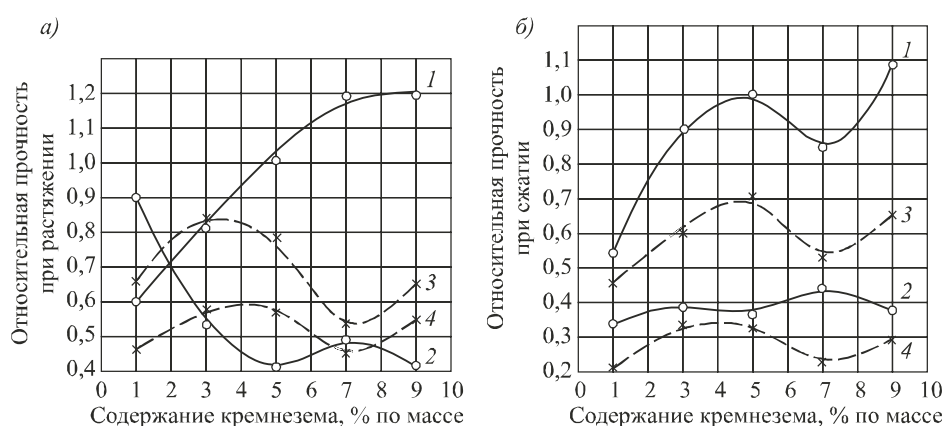 а)
Относительная прочность
при растяжении
1,2
1,1
1,0
0,9
0,8
0,7
0,6
0,5
0,4
1
3
4
2
0 1 2 3 4 5 6 7 8 9 10
Содержание кремнезема, % по массе
б)
Относительная прочность
при сжатии
1,1
1,0
0,9
0,8
0,7
0,6
0,5
0,4
0,3
0,2
1
3
2
4
0 1 2 3 4 5 6 7 8 9 10
Содержание кремнезема, % по массе